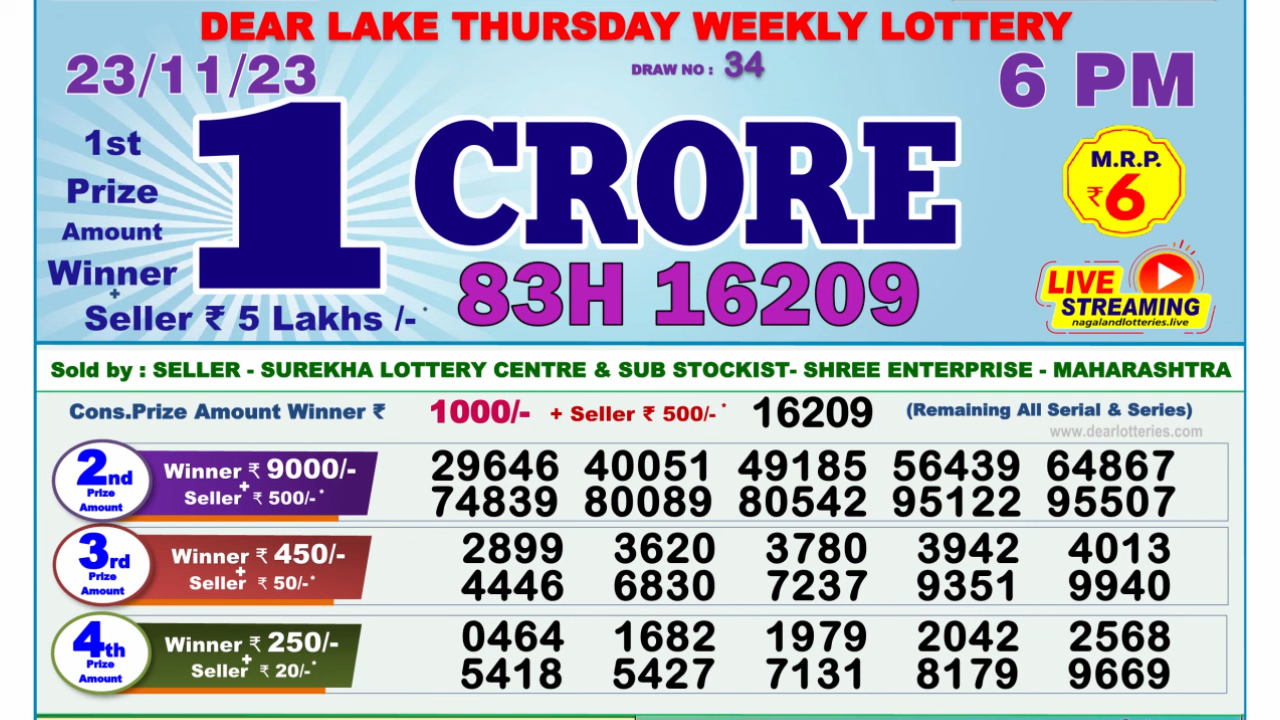 DEAR LAKE THURSDAY WEEKLY LOTTERY
23/11/23
DRAW NO : 34
6 PM
1st
Prize
Amount
Winner
+
Seller ₹ 5 Lakhs /- *
1 CRORE
83H 16209
M.R.P.
₹ 6
LIVE
STREAMING
nagalandlotteries.live
Sold by : SELLER - SUREKHA LOTTERY CENTRE & SUB STOCKIST- SHREE ENTERPRISE - MAHARASHTRA
Cons.Prize Amount Winner ₹ 1000/- + Seller ₹ 500/- * 16209 (Remaining All Serial & Series)
www.dearlotteries.com
2nd
Prize
Amount
Winner ₹ 9000/-
+
Seller ₹ 500/- *
29646 40051 49185 56439 64867
74839 80089 80542 95122 95507
3rd
Prize
Amount
Winner ₹ 450/-
+
Seller ₹ 50/- *
2899 3620 3780 3942 4013
4446 6830 7237 9351 9940
4th
Prize
Amount
Winner ₹ 250/-
+
Seller ₹ 20/- *
0464 1682 1979 2042 2568
5418 5427 7131 8179 9669